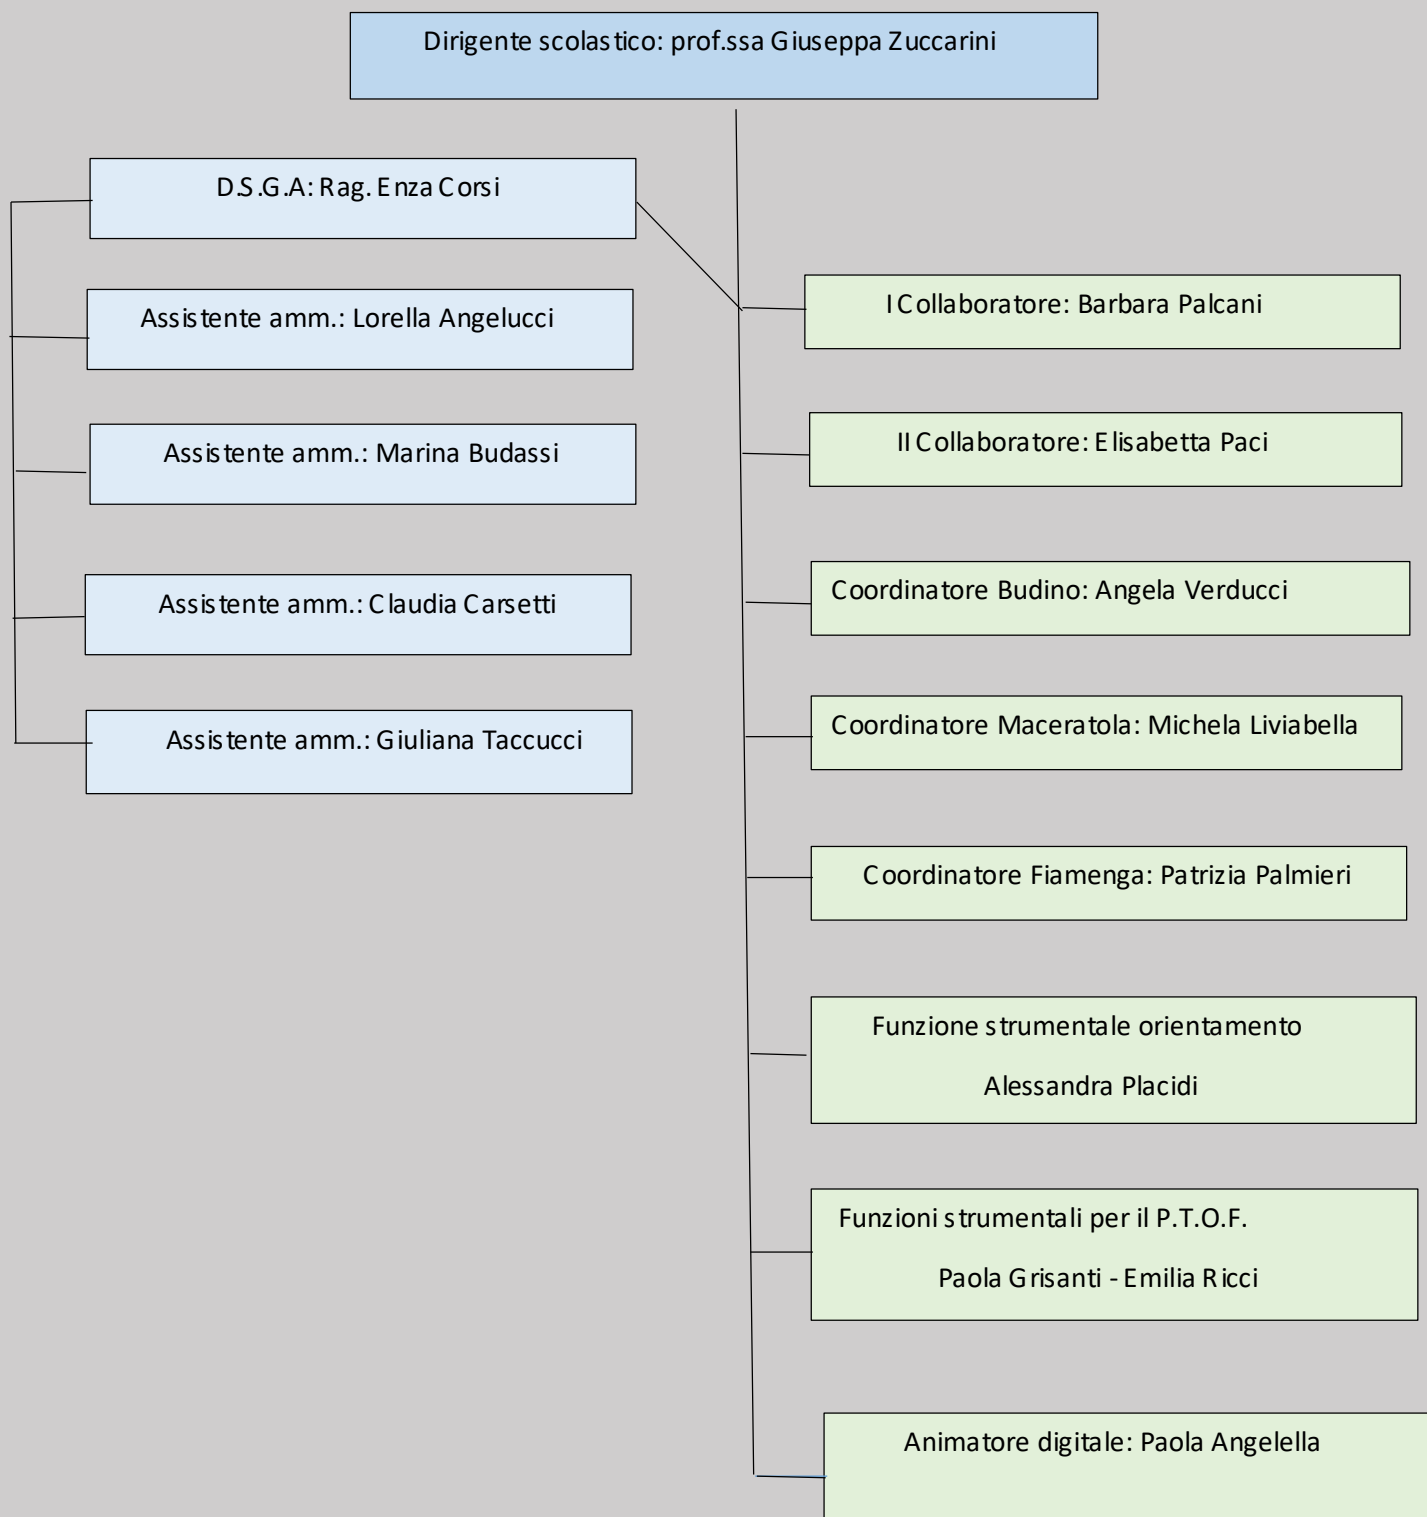 Dirigente scolastico: prof.ssa Giuseppa Zuccarini
D.S.G.A: Rag. Enza Corsi
Assistente amm.: Lorella Angelucci
Assistente amm.: Marina Budassi
Assistente amm.: Claudia Carsetti
Assistente amm.: Giuliana Taccucci
I Collaboratore: Barbara Palcani
II Collaboratore: Elisabetta Paci
Coordinatore Budino: Angela Verducci
Coordinatore Maceratola: Michela Liviabella
Coordinatore Fiamenga: Patrizia Palmieri
Funzione strumentale orientamento
Alessandra Placidi
Funzioni strumentali per il P.T.O.F.
Paola Grisanti - Emilia Ricci
Animatore digitale: Paola Angelella